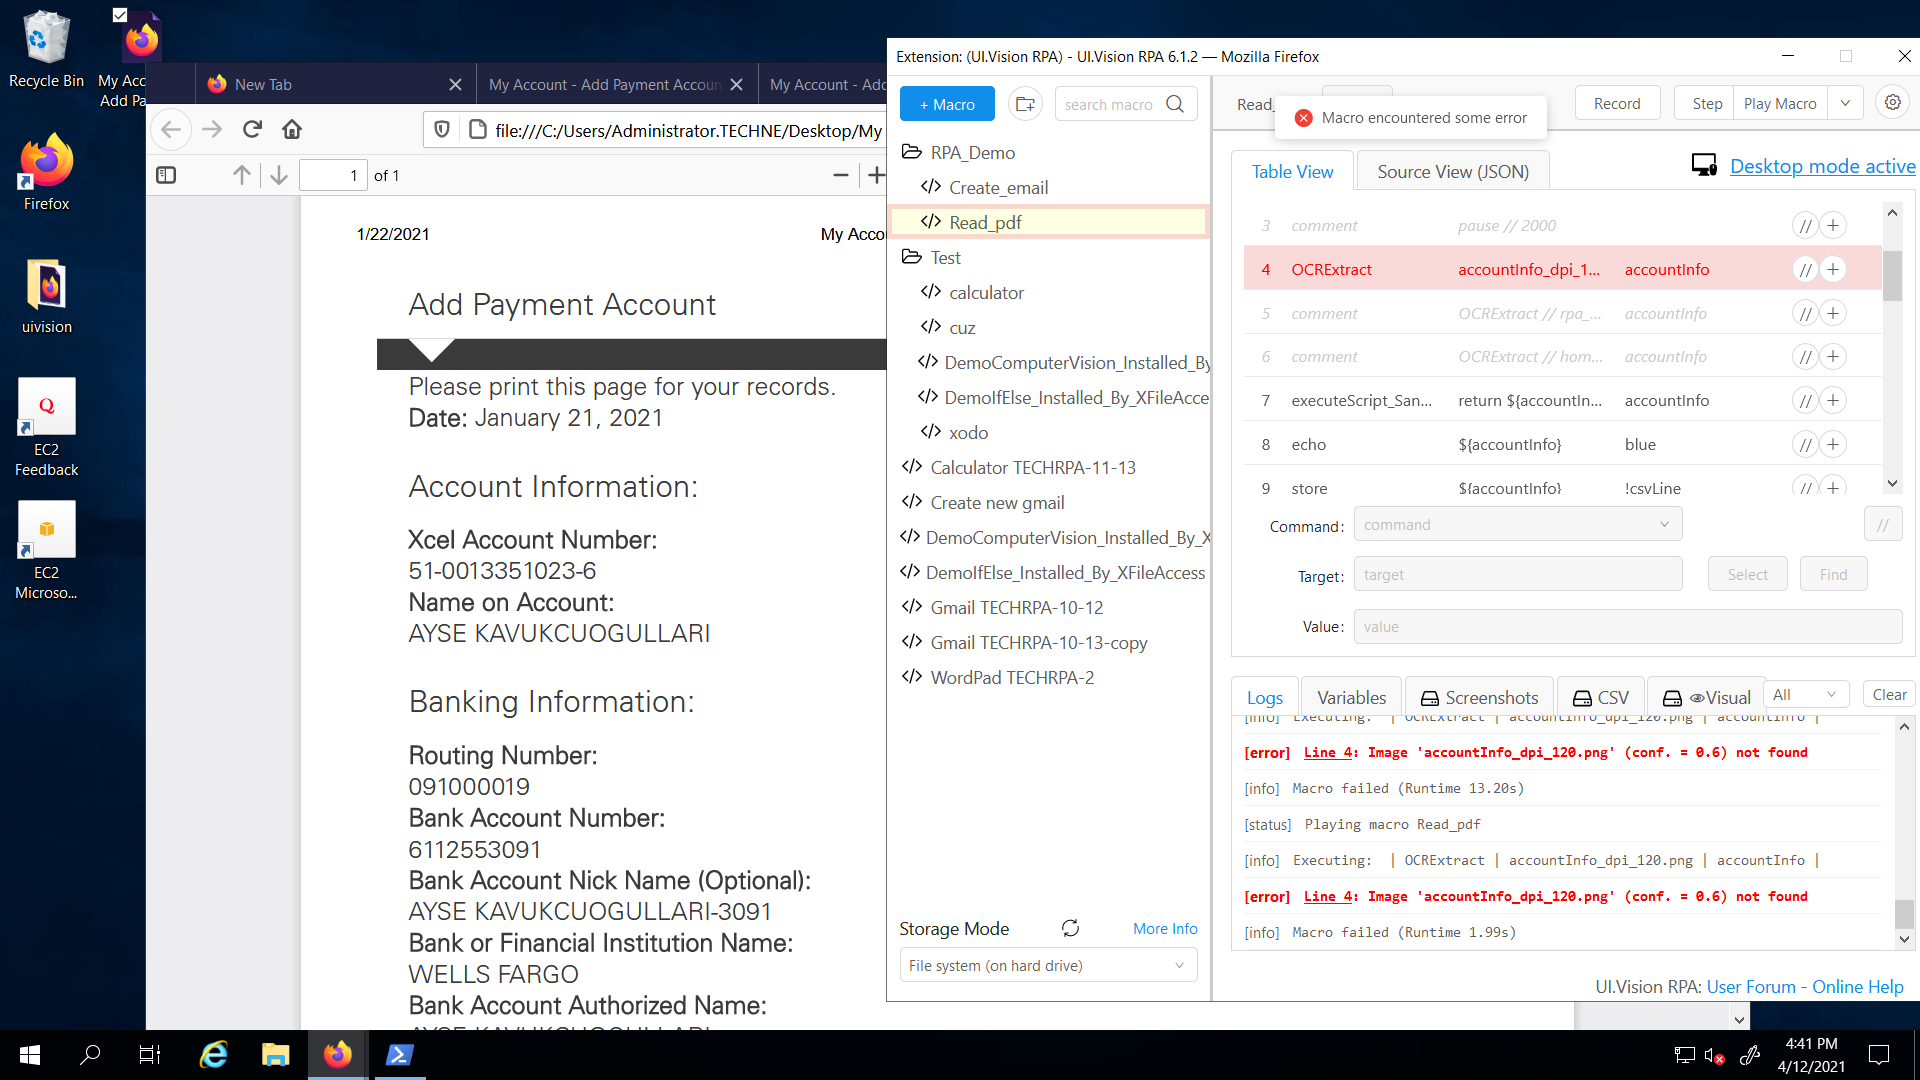 Recycle Bin
My Acc
Add Pa
Firefox
uivision
EC2
Feedback
EC2
Microso...
New Tab
My Account - Add Payment Accoun
My Account - Add
file:///C:/Users/Administrator.TECHNE/Desktop/My
1
of 1
1/22/2021
My Acco
Add Payment Account
Please print this page for your records.
Date: January 21, 2021
Account Information:
Xcel Account Number:
51-0013351023-6
Name on Account:
AYSE KAVUKCUOGULLARI
Banking Information:
Routing Number:
091000019
Bank Account Number:
6112553091
Bank Account Nick Name (Optional):
AYSE KAVUKCUOGULLARI-3091
Bank or Financial Institution Name:
WELLS FARGO
Bank Account Authorized Name:
AYSE KAVUKCUOGULLARI
Extension: (UI.Vision RPA) - UI.Vision RPA 6.1.2 — Mozilla Firefox
+ Macro
search macro
RPA_Demo
Create_email
Read_pdf
Test
calculator
cuz
DemoComputerVision_Installed_By
DemoIfElse_Installed_By_XFileAcce
xodo
Calculator TECHRPA-11-13
Create new gmail
DemoComputerVision_Installed_By_X
DemoIfElse_Installed_By_XFileAccess
Gmail TECHRPA-10-12
Gmail TECHRPA-10-13-copy
WordPad TECHRPA-2
Storage Mode
More Info
File system (on hard drive)
Read_
Macro encountered some error
Record
Step
Play Macro
Table View
Source View (JSON)
Desktop mode active
3 comment pause // 2000 //
4 OCRExtract accountInfo_dpi_1... accountInfo //
5 comment OCRExtract // rpa_... accountInfo //
6 comment OCRExtract // hom... accountInfo //
7 executeScript_San... return ${accountIn... accountInfo //
8 echo ${accountInfo} blue //
9 store ${accountInfo} !csvLine //
Command: command //
Target: target Select Find
Value: value
Logs
Variables
Screenshots
CSV
Visual
All
Clear
[info] Executing: | OCRExtract | accountInfo_dpi_120.png | accountInfo |
[error] Line 4: Image 'accountInfo_dpi_120.png' (conf. = 0.6) not found
[info] Macro failed (Runtime 13.20s)
[status] Playing macro Read_pdf
[info] Executing: | OCRExtract | accountInfo_dpi_120.png | accountInfo |
[error] Line 4: Image 'accountInfo_dpi_120.png' (conf. = 0.6) not found
[info] Macro failed (Runtime 1.99s)
UI.Vision RPA: User Forum - Online Help
4:41 PM
4/12/2021